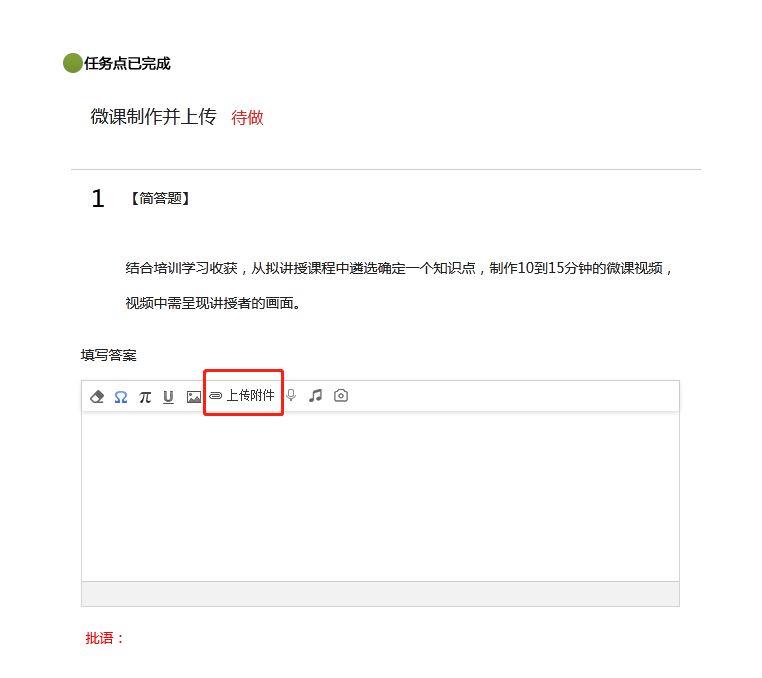 任务点已完成
微课制作并上传 待做
1 【简答题】
结合培训学习收获，从拟讲授课程中遴选确定一个知识点，制作10到15分钟的微课视频，
视频中需呈现讲授者的画面。
填写答案
Ω π U 上传附件
批语：